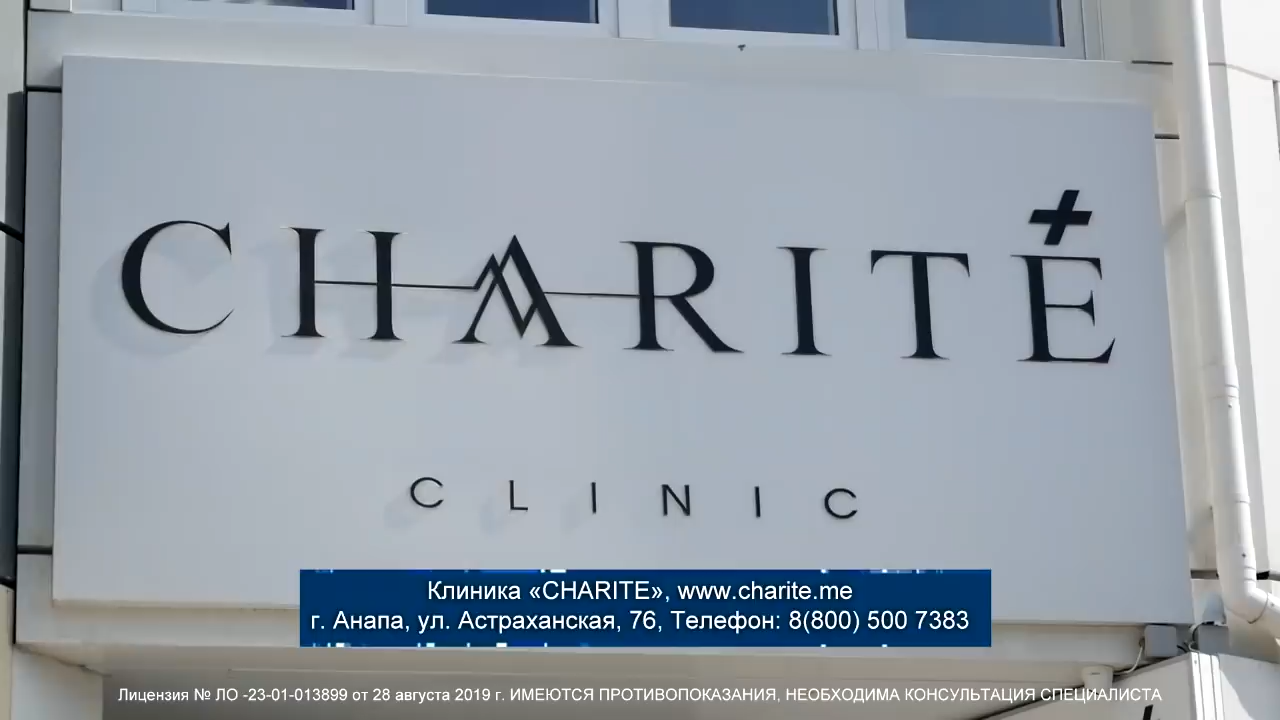 CHARITÉ
CLINIC
Клиника «CHARITE», www.charite.me
г. Анапа, ул. Астраханская, 76, Телефон: 8(800) 500 7383
Лицензия № ЛО -23-01-013899 от 28 августа 2019 г. ИМЕЮТСЯ ПРОТИВОПОКАЗАНИЯ, НЕОБХОДИМА КОНСУЛЬТАЦИЯ СПЕЦИАЛИСТА